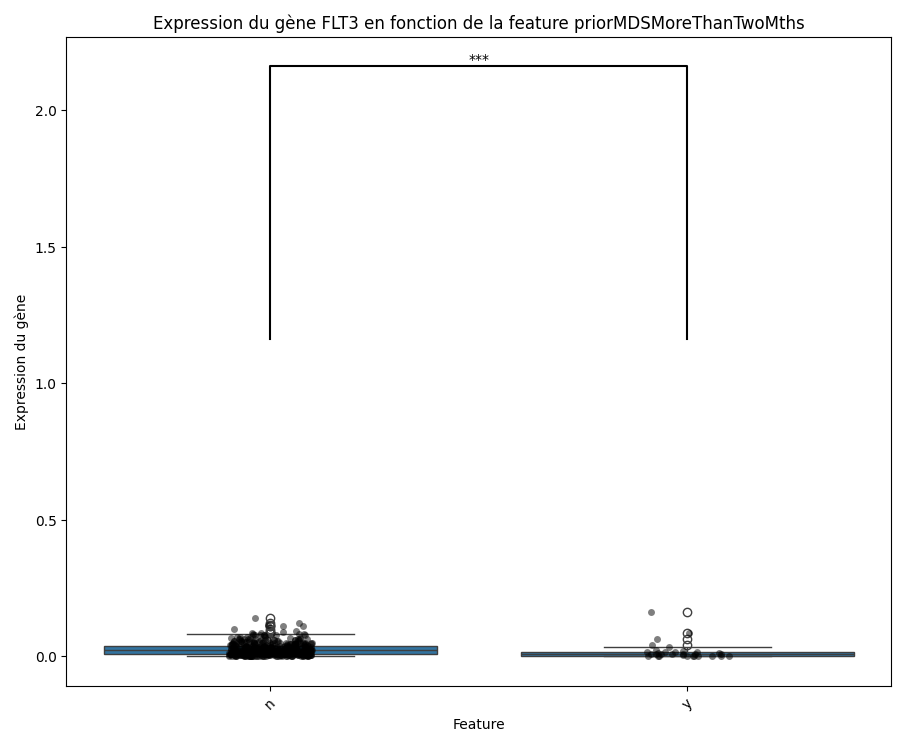 Expression du gène FLT3 en fonction de la feature priorMDSMoreThanTwoMths
***
2.0
1.5
1.0
0.5
0.0
Expression du gène
n
y
Feature